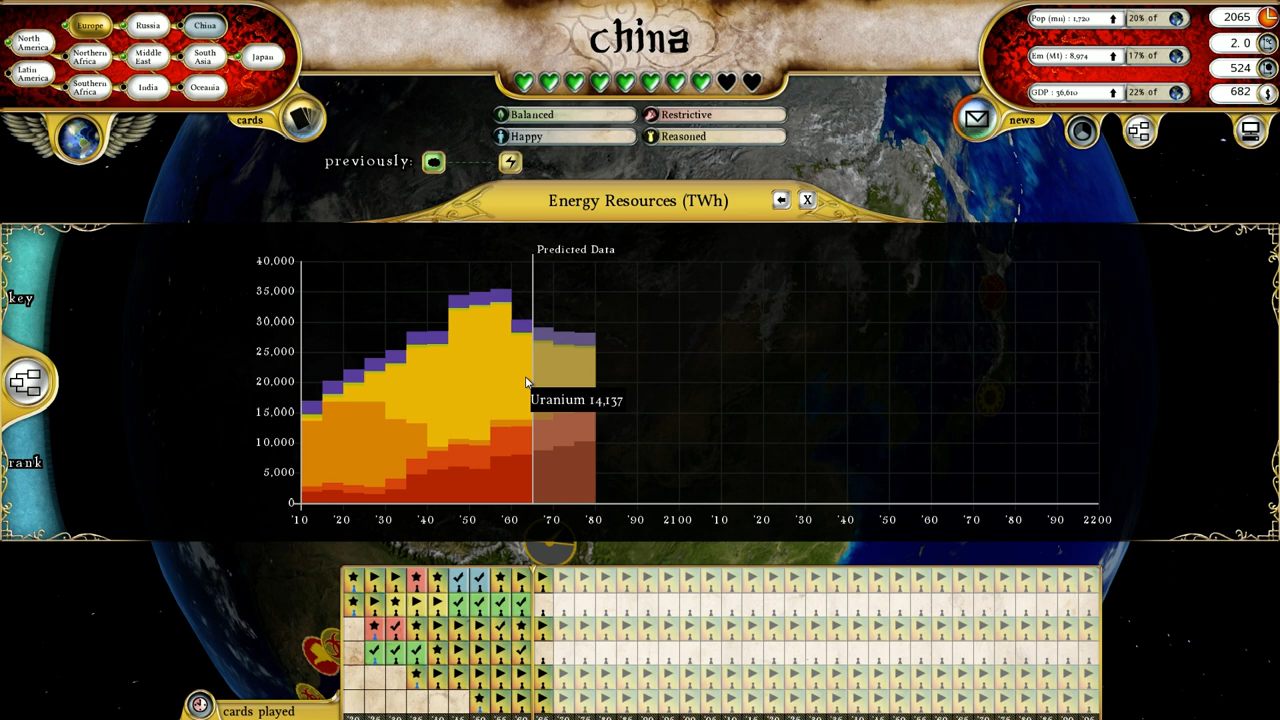 North America
Europe
Russia
China
Northern Africa
Middle East
South Asia
Japan
Latin America
Southern Africa
India
Oceania
cards
china
Pop (mn) : 1,720
20% of
2065
Em (Mt) : 8,974
17% of
2. 0
524
GDP : 36,610
22% of
682
news
Balanced
Restrictive
Happy
Reasoned
previously:
Energy Resources (TWh)
X
key
rank
Predicted Data
40,000
35,000
30,000
25,000
20,000
15,000
10,000
5,000
0
Uranium 14,137
'10 '20 '30 '40 '50 '60 '70 '80 '90 2100 '10 '20 '30 '40 '50 '60 '70 '80 '90 2200
cards played